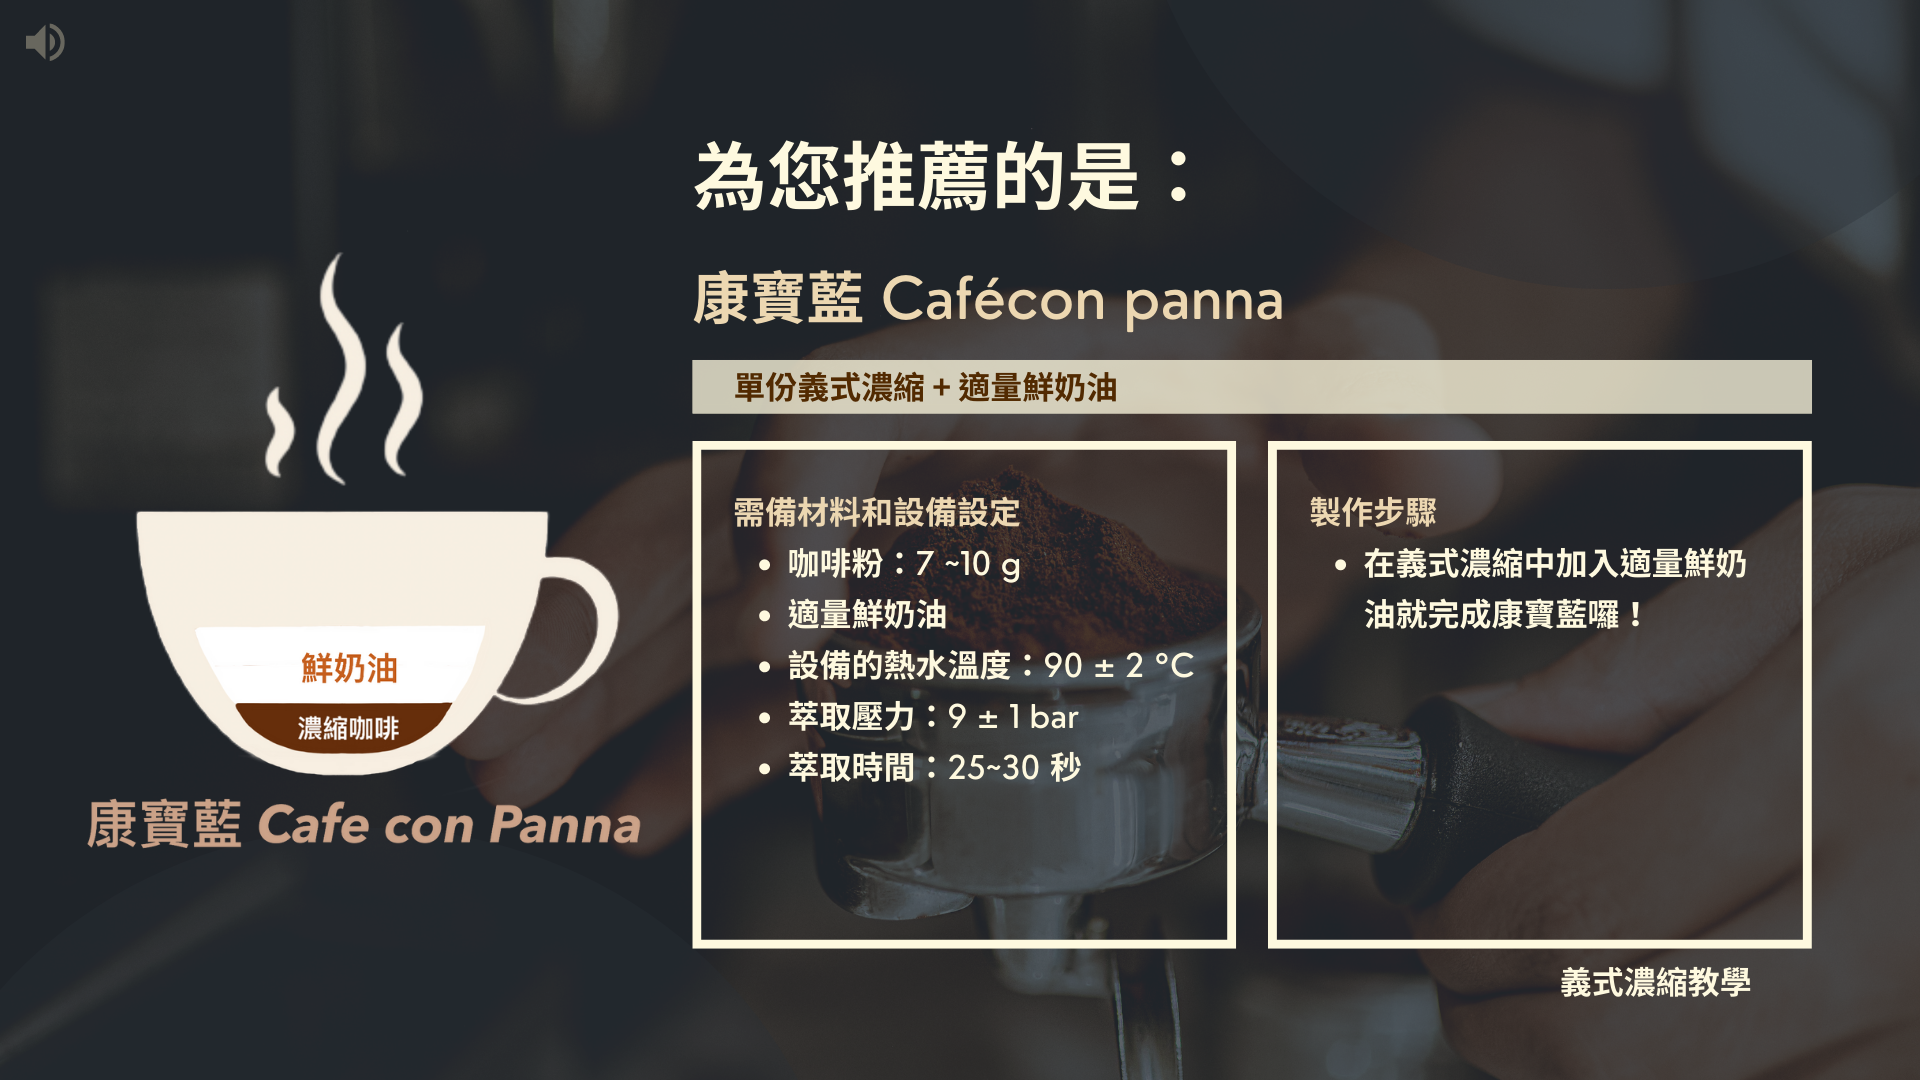 為您推薦的是：
康寶藍 Cafécon panna
單份義式濃縮 + 適量鮮奶油
需備材料和設備設定
• 咖啡粉：7 ~10 g
• 適量鮮奶油
• 設備的熱水溫度：90 ± 2 °C
• 萃取壓力：9 ± 1 bar
• 萃取時間：25~30 秒
製作步驟
• 在義式濃縮中加入適量鮮奶
油就完成康寶藍囉！
鮮奶油
濃縮咖啡
康寶藍 Cafe con Panna
義式濃縮教學